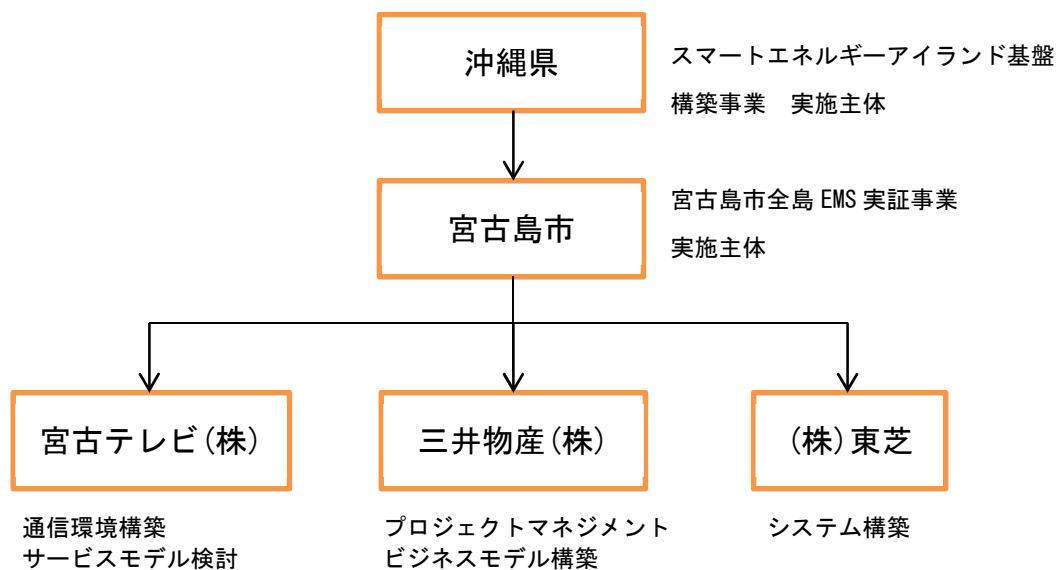 沖縄県
スマートエネルギーアイランド基盤
構築事業　実施主体
宮古島市
宮古島市全島 EMS 実証事業
実施主体
宮古テレビ(株)
通信環境構築
サービスモデル検討
三井物産(株)
プロジェクトマネジメント
ビジネスモデル構築
(株)東芝
システム構築